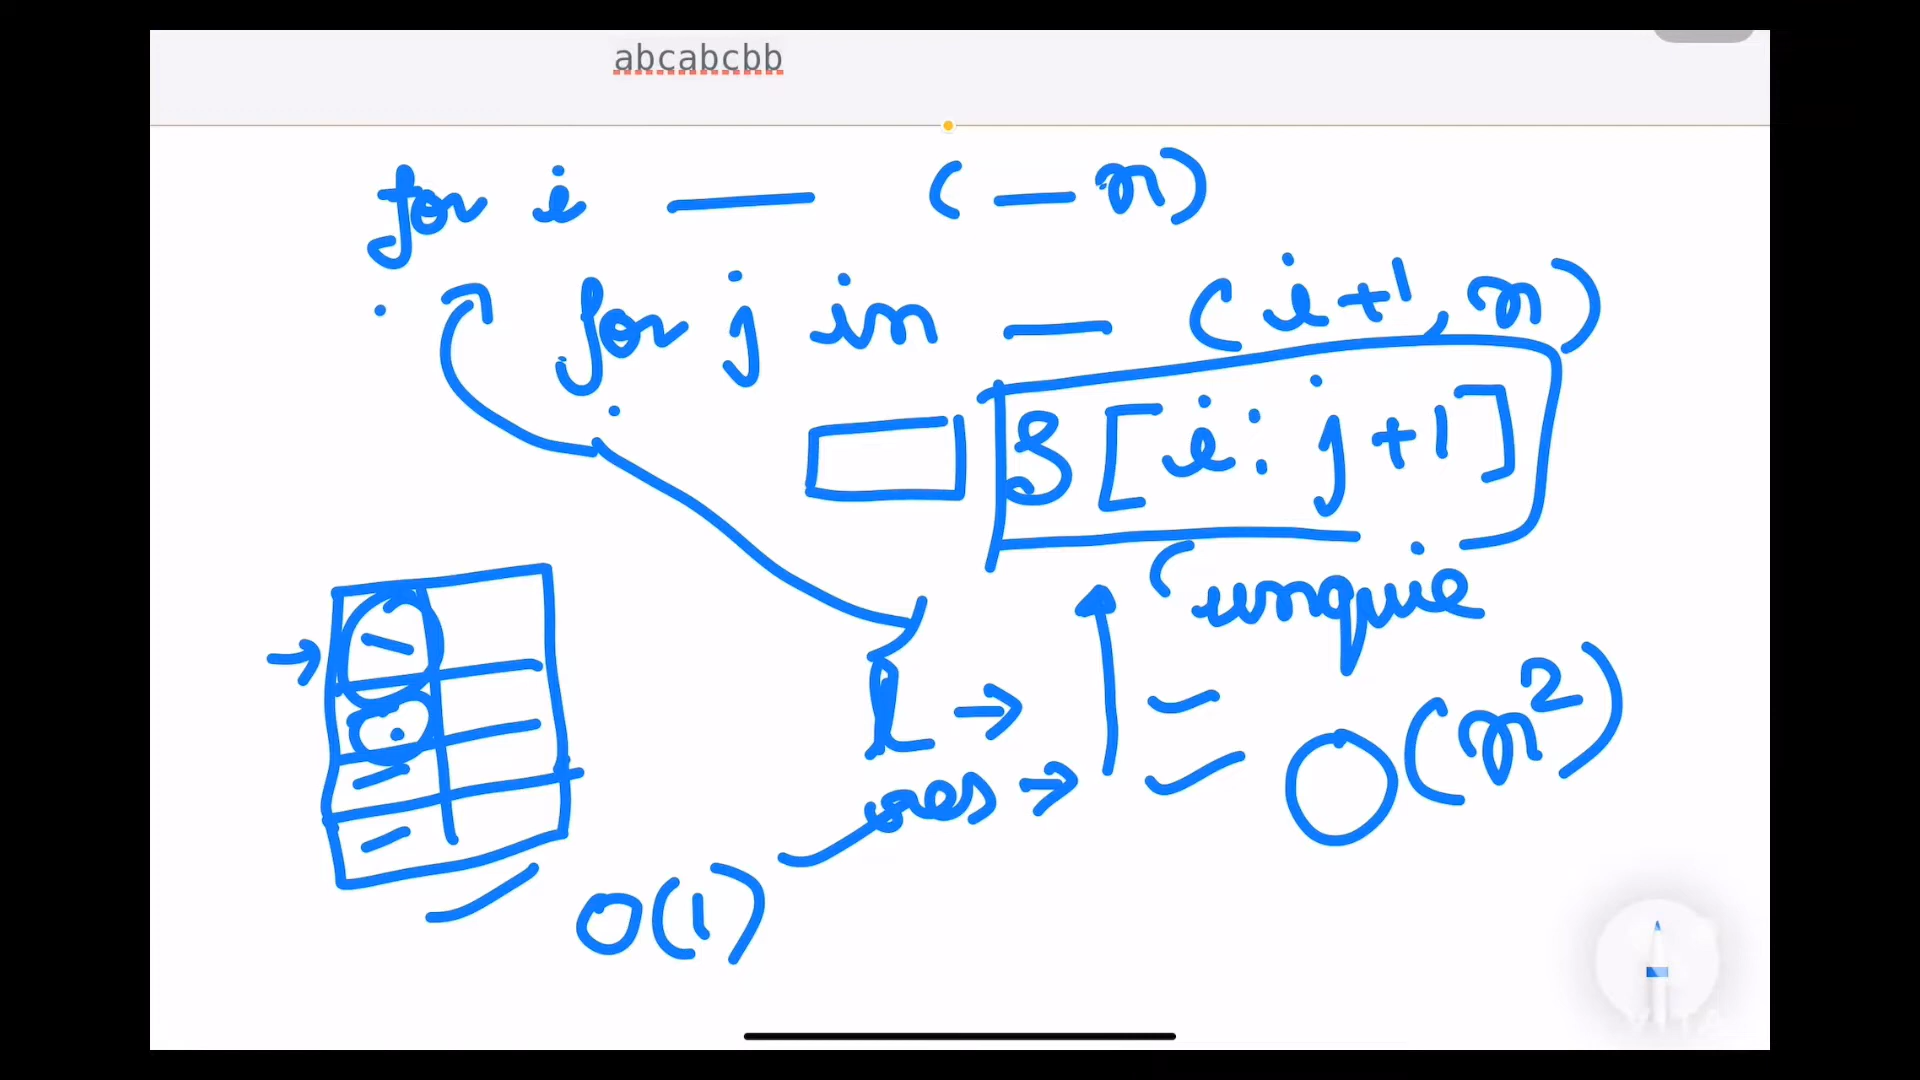 abcabcbb
for i — ( — n)
for j in — (i+1, n)
S[i:j+1]
unquie
l →
res → O(n²)
O(1)